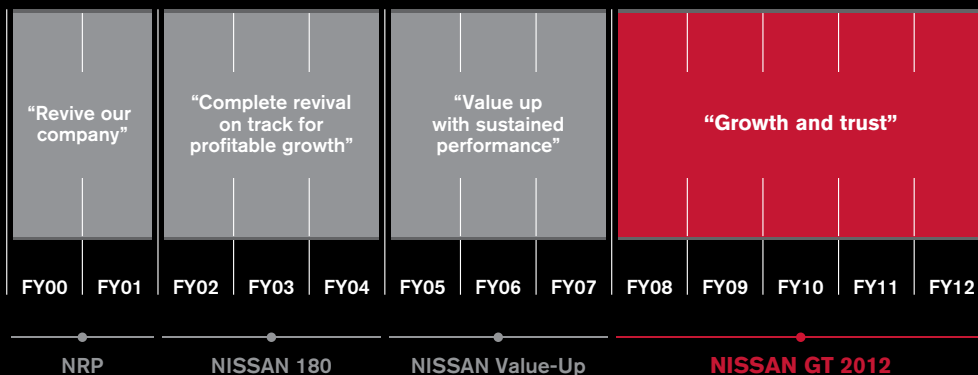 “Revive our
company”
“Complete revival
on track for
profitable growth”
“Value up
with sustained
performance”
“Growth and trust”
FY00 FY01 FY02 FY03 FY04 FY05 FY06 FY07 FY08 FY09 FY10 FY11 FY12
NRP NISSAN 180 NISSAN Value-Up NISSAN GT 2012